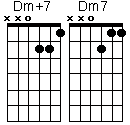 Dm+7 Dm7
x x o x x o